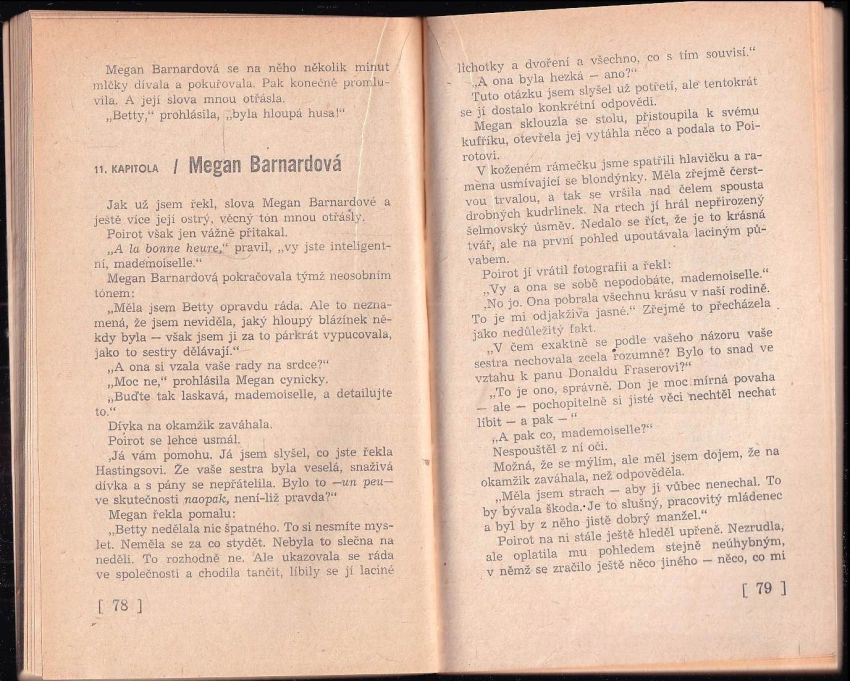 Megan Barnardová se na něho několik minut
mlčky dívala a pokuřovala. Pak konečně promlu-
vila. A její slova mnou otřásla.
„Betty,“ prohlásila, „byla hloupá husa!“
11. KAPITOLA / Megan Barnardová
Jak už jsem řekl, slova Megan Barnardové a
ještě více její ostrý, věcný tón mnou otřásly.
Poirot však jen vážně přitakal.
„A la bonne heure,“ pravil, „vy jste inteligent-
ní, mademoiselle.“
Megan Barnardová pokračovala týmž neosobním
tónem:
„Měla jsem Betty opravdu ráda. Ale to nezna-
mená, že jsem neviděla, jaký hloupý blázínek ně-
kdy byla — však jsem jí za to párkrát vypucovala,
jako to sestry dělávají.“
„A ona si vzala vaše rady na srdce?“
„Moc ne,“ prohlásila Megan cynicky.
„Buďte tak laskavá, mademoiselle, a detailujte
to.“
Dívka na okamžik zaváhala.
Poirot se lehce usmál.
‚Já vám pomohu. Já jsem slyšel, co jste řekla
Hastingsovi. Že vaše sestra byla veselá, snaživá
dívka a s pány se nepřátelila. Bylo to —un peu—
ve skutečnosti naopak, není-liž pravda?“
Megan řekla pomalu:
„Betty nedělala nic špatného. To si nesmíte mys-
let. Neměla se za co stydět. Nebyla to slečna na
neděli. To rozhodně ne. Ale ukazovala se ráda
ve společnosti a chodila tančit, líbily se jí laciné
[ 78 ]
lichotky a dvoření a všechno, co s tím souvisí.“
„A ona byla hezká — ano?“
Tuto otázku jsem slyšel už potřetí, ale tentokrát
se jí dostalo konkrétní odpovědi.
Megan sklouzla se stolu, přistoupila k svému
kufříku, otevřela jej vytáhla něco a podala to Poi-
rotovi.
V koženém rámečku jsme spatřili hlavičku a ra-
mena usmívající se blondýnky. Měla zřejmě čerst-
vou trvalou, a tak se vršila nad čelem spousta
drobných kudrlinek. Na rtech jí hrál nepřirozený
šelmovský úsměv. Nedalo se říct, že je to krásná
tvář, ale na první pohled upoutávala laciným pů-
vabem.
Poirot jí vrátil fotografii a řekl:
„Vy a ona se sobě nepodobáte, mademoiselle.“
„No jo. Ona pobrala všechnu krásu v naší rodině.
To je mi odjakživa jasné.“ Zřejmě to přecházela
jako nedůležitý fakt.
„V čem exaktně se podle vašeho názoru vaše
sestra nechovala zcela rozumně? Bylo to snad ve
vztahu k panu Donaldu Fraserovi?“
„To je ono, správně. Don je moc mírná povaha
— ale — pochopitelně si jisté věci nechtěl nechat
líbit — a pak — “
„A pak co, mademoiselle?“
Nespouštěl z ní oči.
Možná, že se mýlím, ale měl jsem dojem, že na
okamžik zaváhala, než odpověděla.
„Měla jsem strach — aby ji vůbec nenechal. To
by bývala škoda. Je to slušný, pracovitý mládenec
a byl by z něho jistě dobrý manžel.“
Poirot na ni stále ještě hleděl upřeně. Nezrudla,
ale oplatila mu pohledem stejně neúhybným,
v němž se zračilo ještě něco jiného — něco, co mi
[ 79 ]